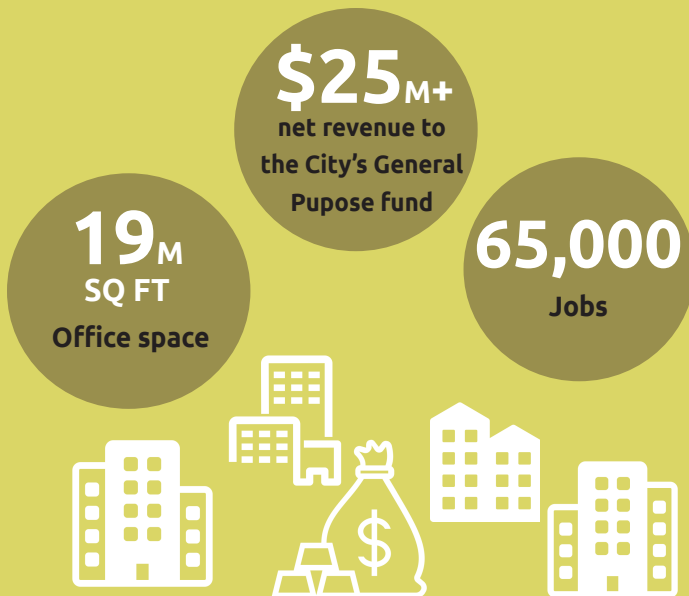 $25M+
net revenue to
the City's General
Pupose fund
19M
SQ FT
Office space
65,000
Jobs
$